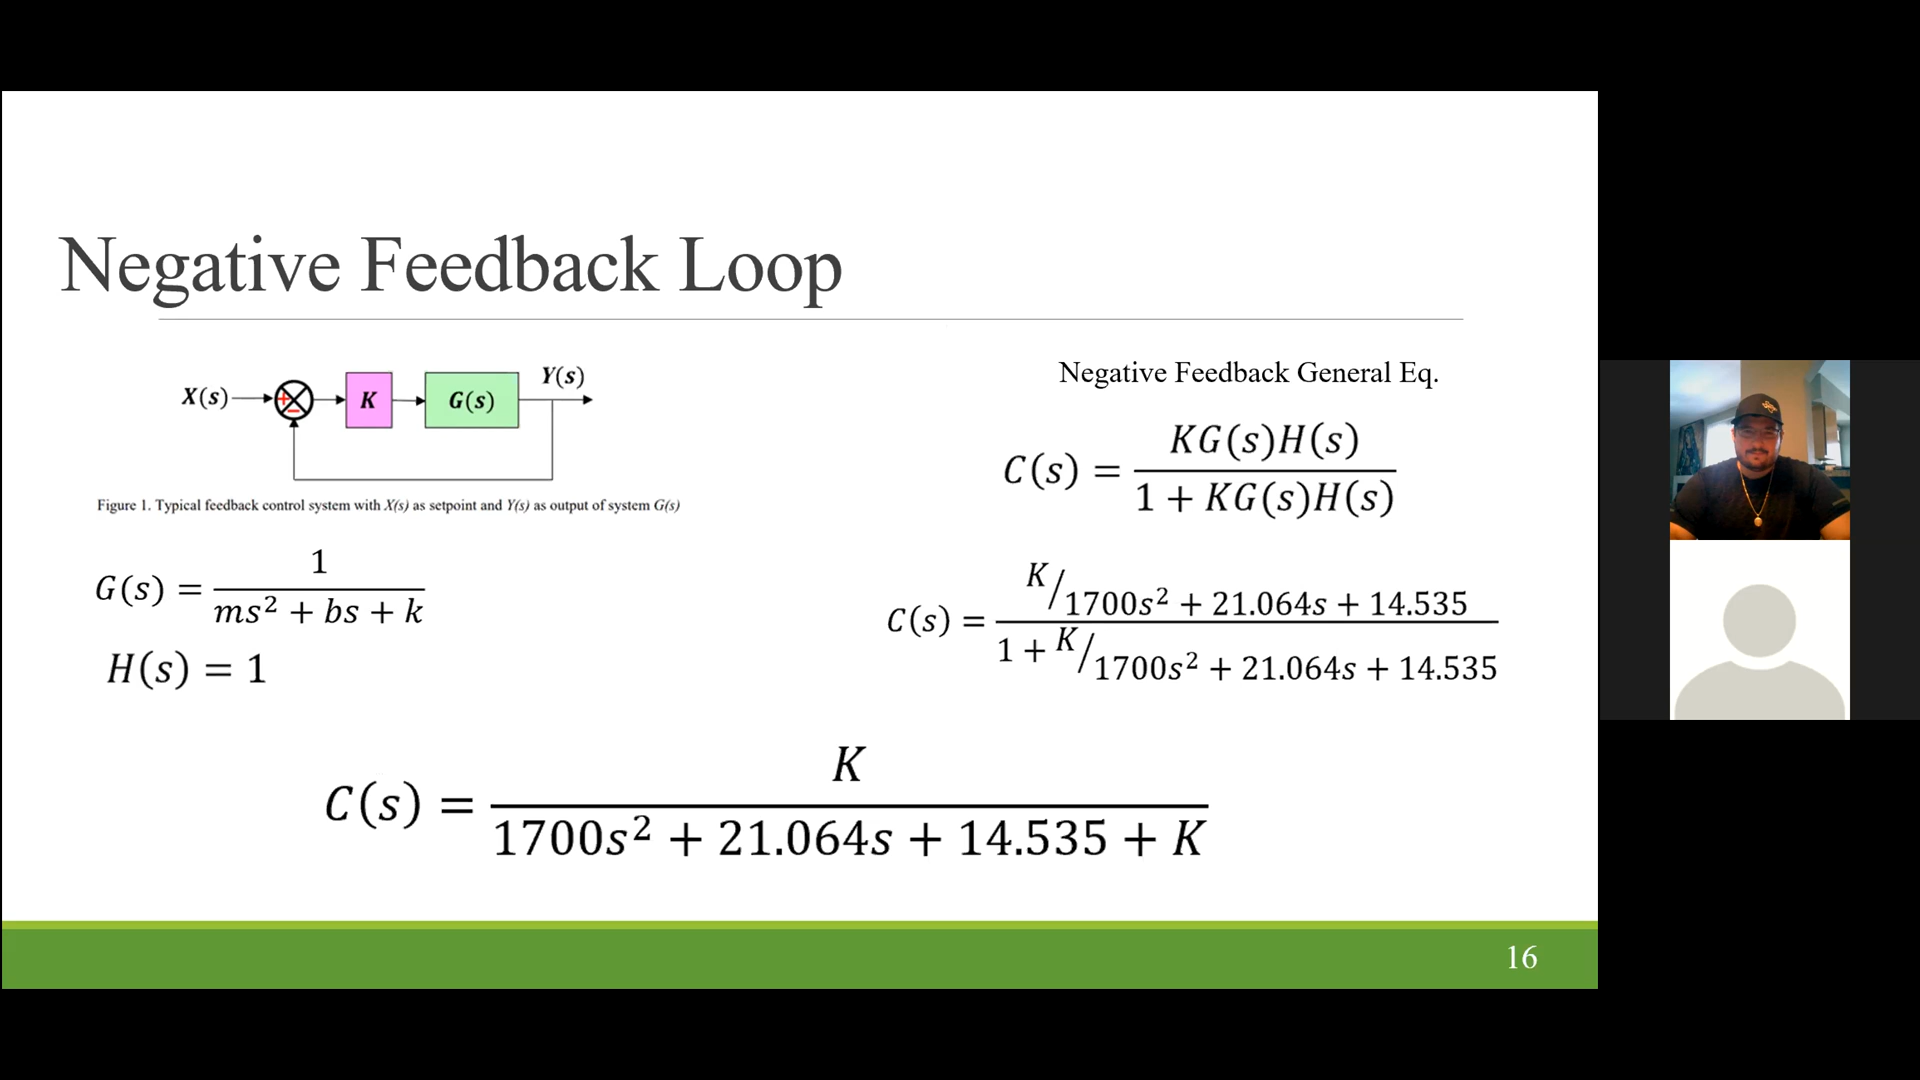 Negative Feedback Loop
X(s)
+
−
K
G(s)
Y(s)
Figure 1. Typical feedback control system with X(s) as setpoint and Y(s) as output of system G(s)
G(s) = 1 / ms² + bs + k
H(s) = 1
Negative Feedback General Eq.
C(s) = KG(s)H(s) / 1 + KG(s)H(s)
C(s) = K/1700s² + 21.064s + 14.535 / 1 + K/1700s² + 21.064s + 14.535
C(s) = K / 1700s² + 21.064s + 14.535 + K
16